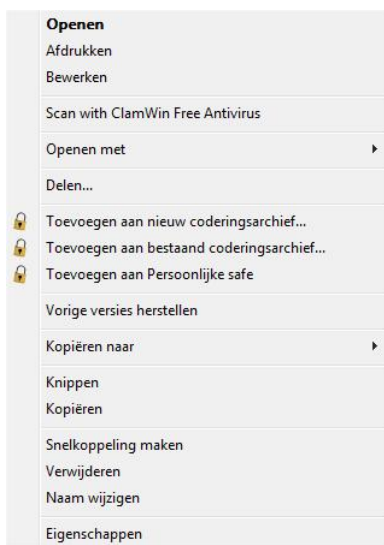 Openen
Afdrukken
Bewerken
Scan with ClamWin Free Antivirus
Openen met
Delen...
Toevoegen aan nieuw coderingsarchief...
Toevoegen aan bestaand coderingsarchief...
Toevoegen aan Persoonlijke safe
Vorige versies herstellen
Kopiëren naar
Knippen
Kopiëren
Snelkoppeling maken
Verwijderen
Naam wijzigen
Eigenschappen